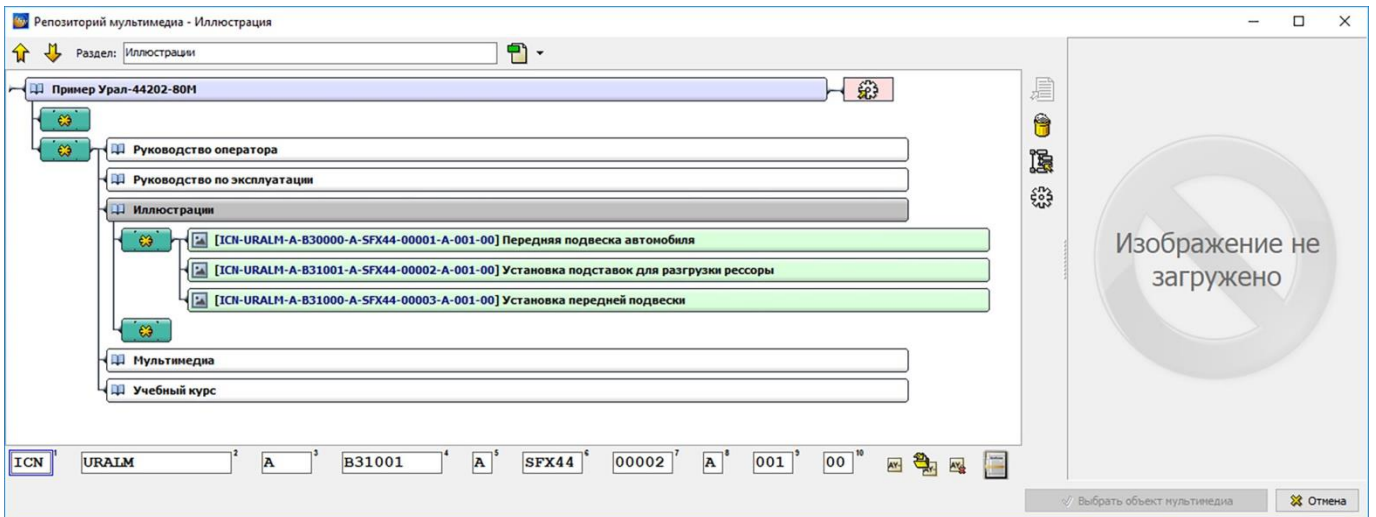 Репозиторий мультимедиа - Иллюстрация
Раздел: Иллюстрации
Пример Урал-44202-80М
Руководство оператора
Руководство по эксплуатации
Иллюстрации
[ICN-URALM-A-B30000-A-SFX44-00001-A-001-00] Передняя подвеска автомобиля
[ICN-URALM-A-B31001-A-SFX44-00002-A-001-00] Установка подставок для разгрузки рессоры
[ICN-URALM-A-B31000-A-SFX44-00003-A-001-00] Установка передней подвески
Мультимедиа
Учебный курс
Изображение не
загружено
ICN 1 URALM 2 A 3 B31001 4 A 5 SFX44 6 00002 7 A 8 001 9 00 10
Выбрать объект мультимедиа Отмена